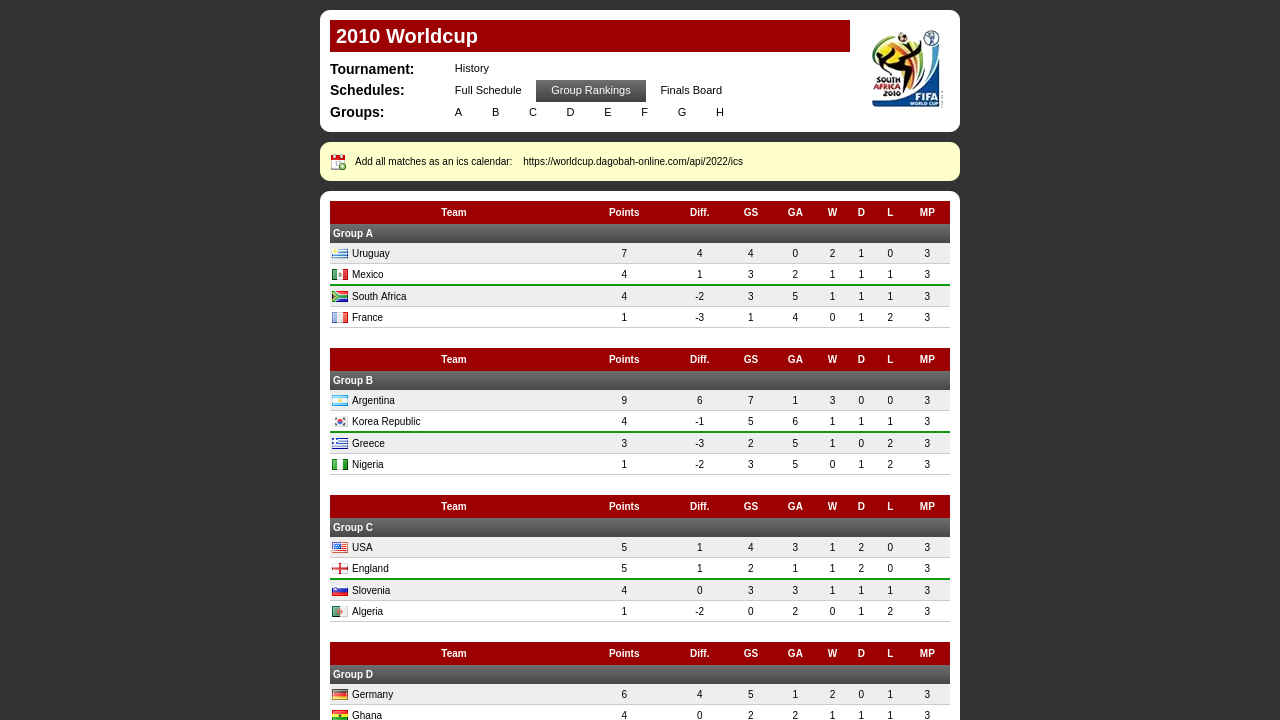 2010 Worldcup
Tournament: History
Schedules: Full Schedule Group Rankings Finals Board
Groups: A B C D E F G H
SOUTH AFRICA 2010
FIFA
WORLD CUP
Add all matches as an ics calendar: https://worldcup.dagobah-online.com/api/2022/ics
Team Points Diff. GS GA W D L MP
Group A
Uruguay 7 4 4 0 2 1 0 3
Mexico 4 1 3 2 1 1 1 3
South Africa 4 -2 3 5 1 1 1 3
France 1 -3 1 4 0 1 2 3
Team Points Diff. GS GA W D L MP
Group B
Argentina 9 6 7 1 3 0 0 3
Korea Republic 4 -1 5 6 1 1 1 3
Greece 3 -3 2 5 1 0 2 3
Nigeria 1 -2 3 5 0 1 2 3
Team Points Diff. GS GA W D L MP
Group C
USA 5 1 4 3 1 2 0 3
England 5 1 2 1 1 2 0 3
Slovenia 4 0 3 3 1 1 1 3
Algeria 1 -2 0 2 0 1 2 3
Team Points Diff. GS GA W D L MP
Group D
Germany 6 4 5 1 2 0 1 3
Ghana 4 0 2 2 1 1 1 3